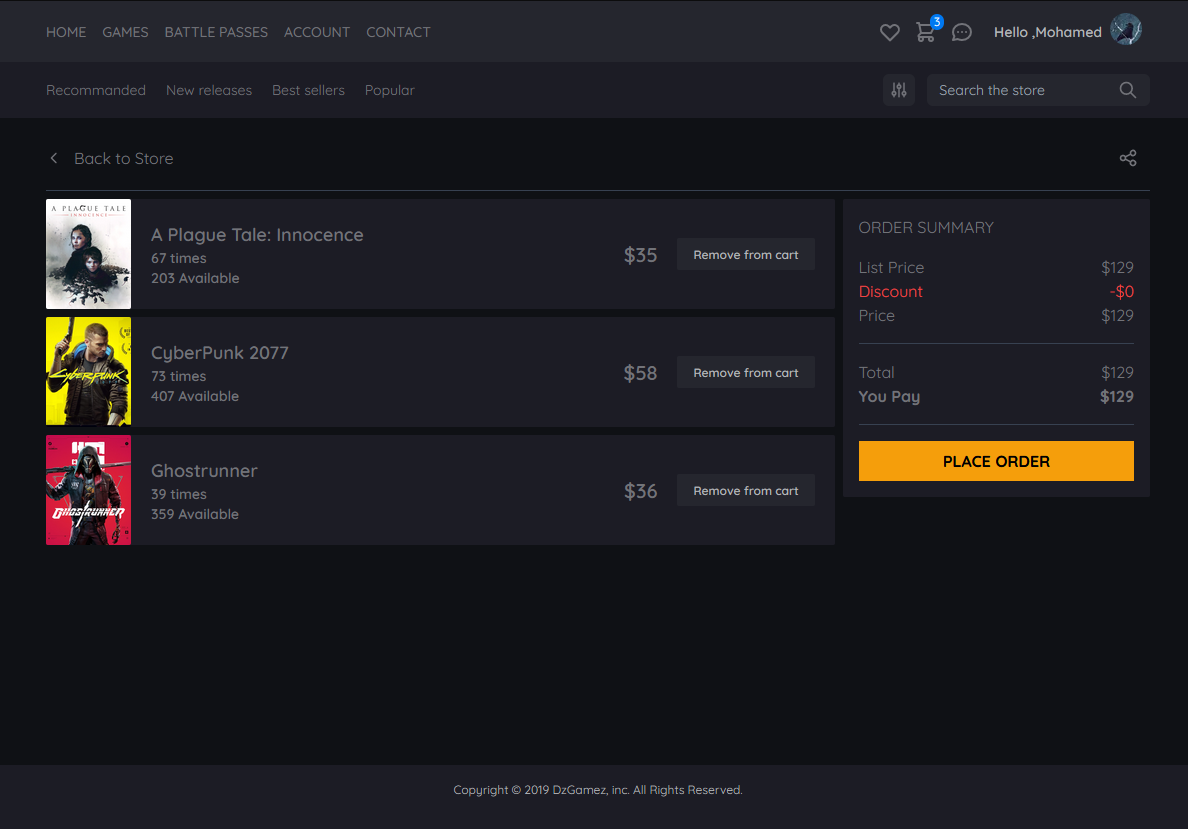 HOME GAMES BATTLE PASSES ACCOUNT CONTACT 3 Hello ,Mohamed
Recommanded New releases Best sellers Popular Search the store
Back to Store
A PLAGUE TALE
INNOCENCE
A Plague Tale: Innocence
67 times
203 Available
$35
Remove from cart
CYBERPUNK
CyberPunk 2077
73 times
407 Available
$58
Remove from cart
GHOSTRUNNER
Ghostrunner
39 times
359 Available
$36
Remove from cart
ORDER SUMMARY
List Price $129
Discount -$0
Price $129
Total $129
You Pay $129
PLACE ORDER
Copyright © 2019 DzGamez, inc. All Rights Reserved.